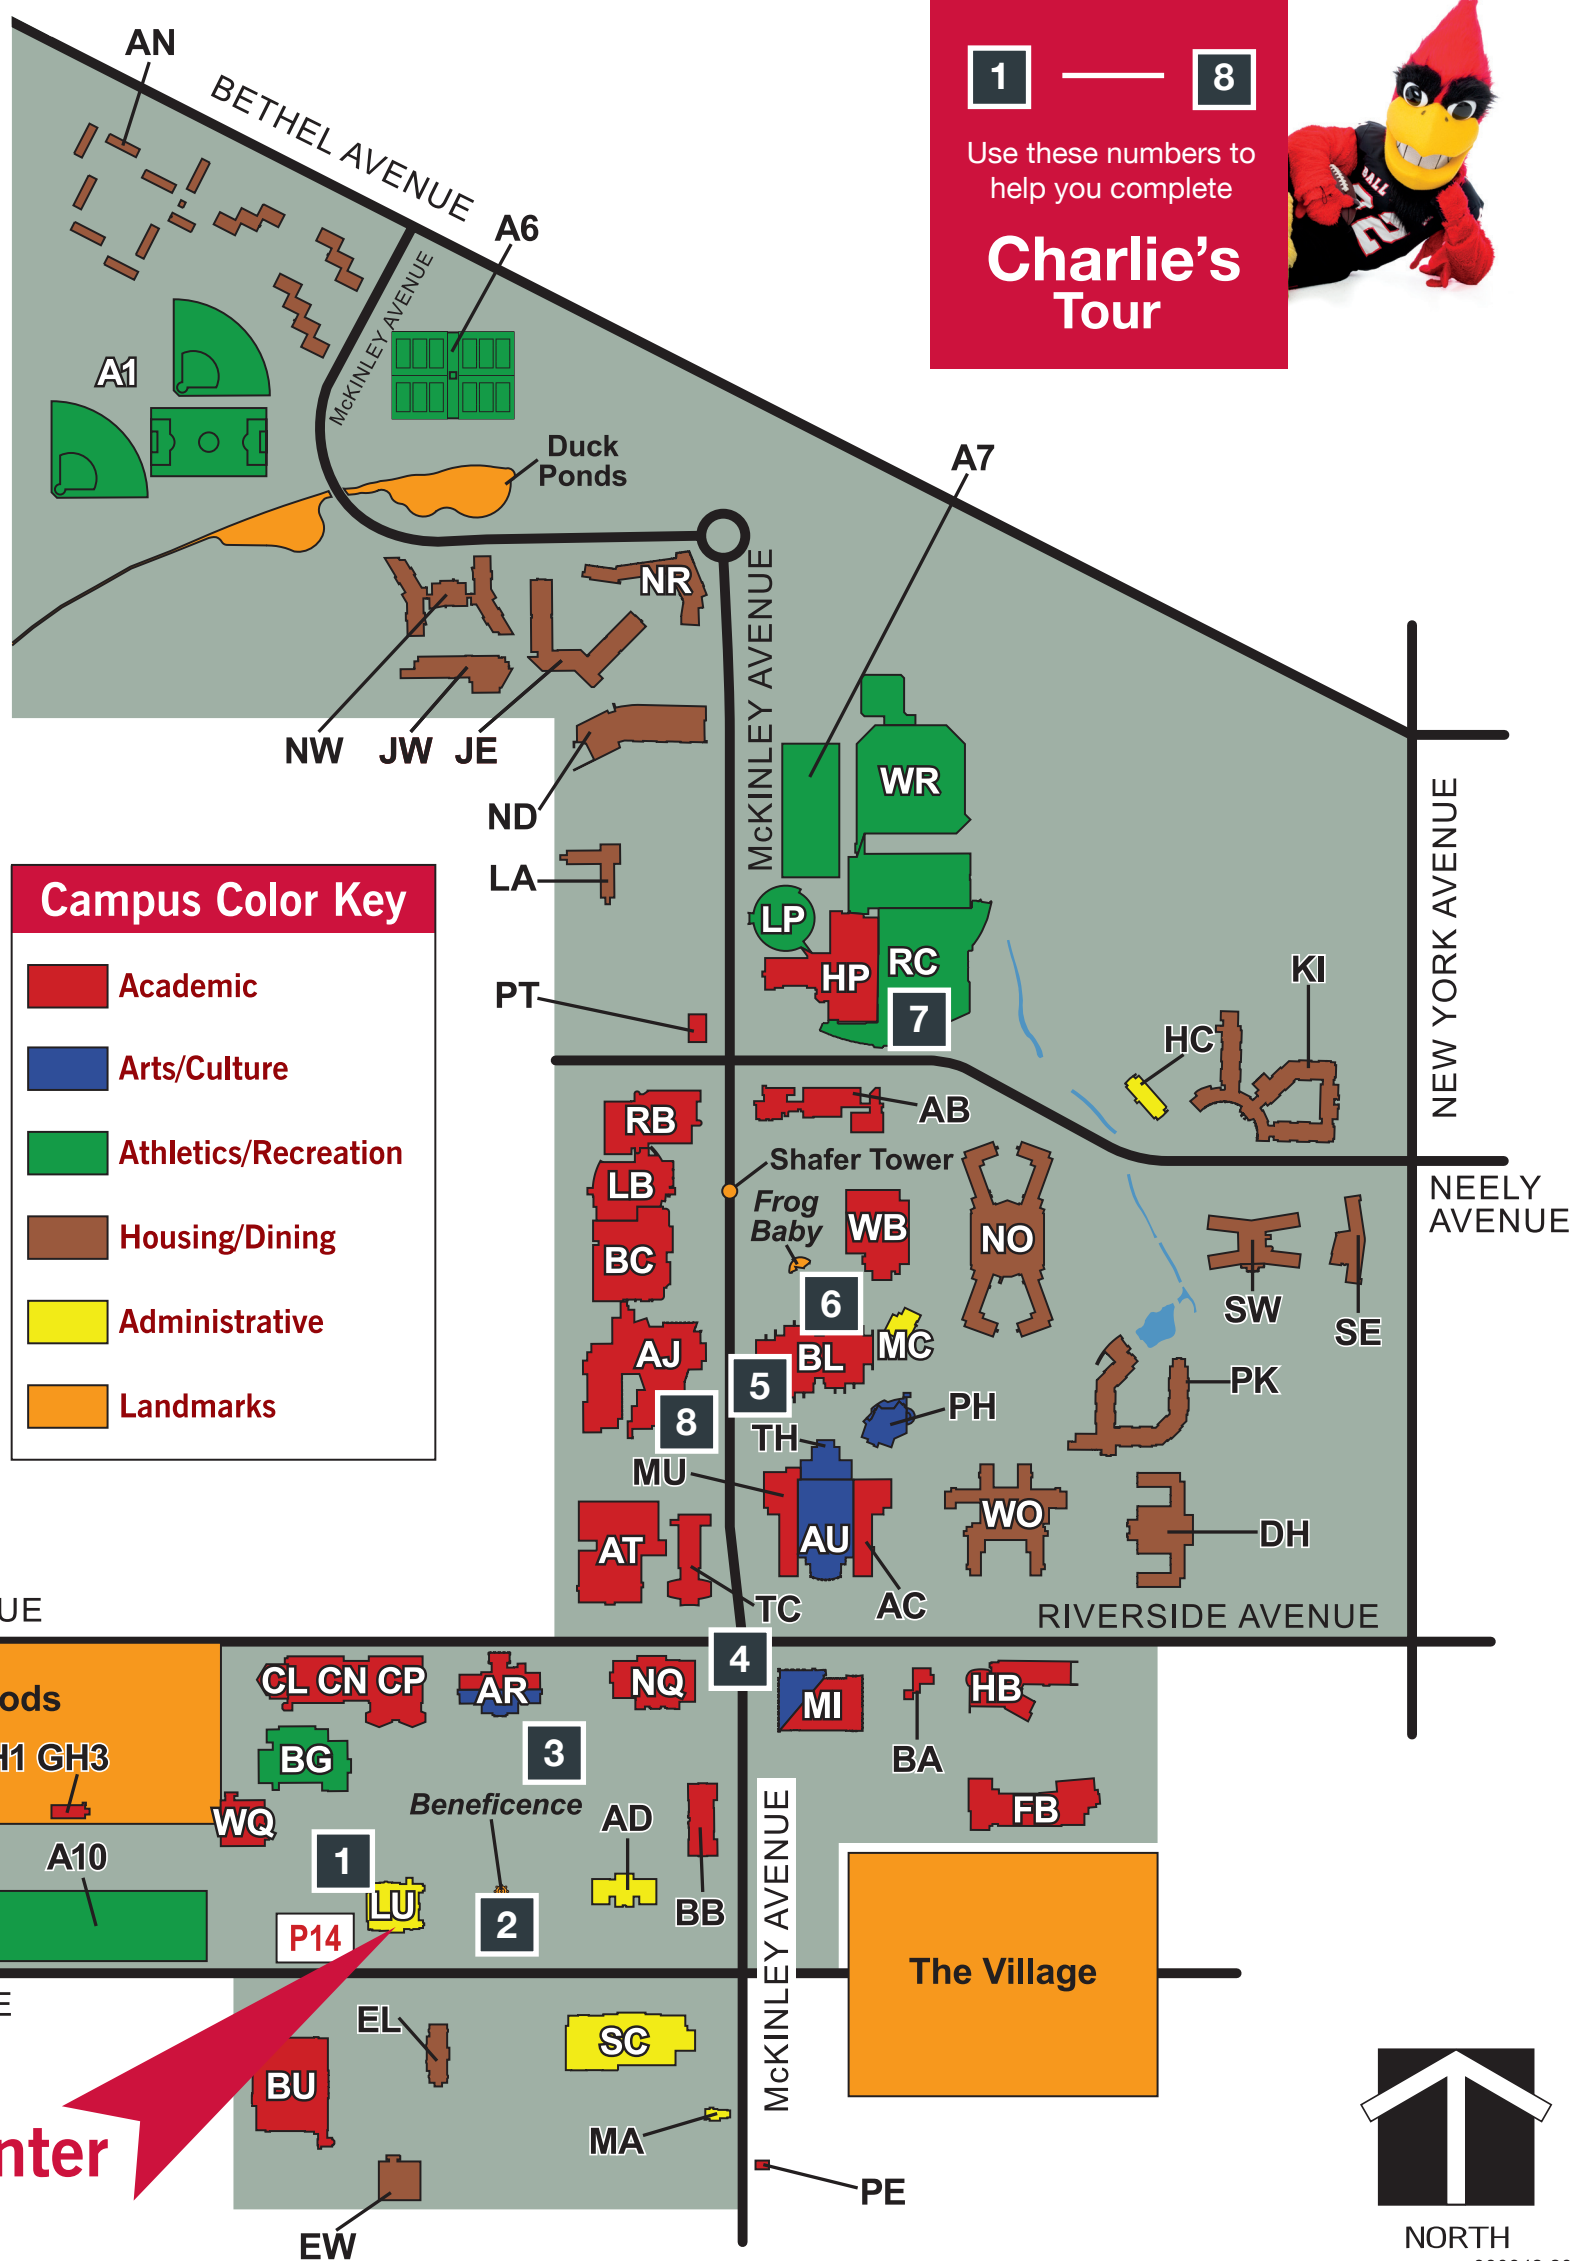 1
8
Use these numbers to
help you complete
Charlie's
Tour
BALL
AN
BETHEL AVENUE
A6
McKINLEY AVENUE
A1
Duck
Ponds
A7
NR
McKINLEY AVENUE
NW
JW
JE
ND
WR
LA
LP
HP
RC
7
PT
KI
HC
NEW YORK AVENUE
Campus Color Key
Academic
Arts/Culture
Athletics/Recreation
Housing/Dining
Administrative
Landmarks
RB
AB
LB
Shafer Tower
Frog
Baby
WB
NO
BC
NEELY
AVENUE
SW
SE
6
MC
AJ
BL
5
PK
8
PH
TH
MU
WO
AT
AU
DH
TC
AC
RIVERSIDE AVENUE
UE
4
CL CN CP
AR
NQ
MI
HB
BA
ods
H1 GH3
BG
3
WQ
Beneficence
AD
FB
A10
1
LU
2
BB
P14
McKINLEY AVENUE
The Village
E
EL
SC
BU
MA
nter
PE
EW
NORTH